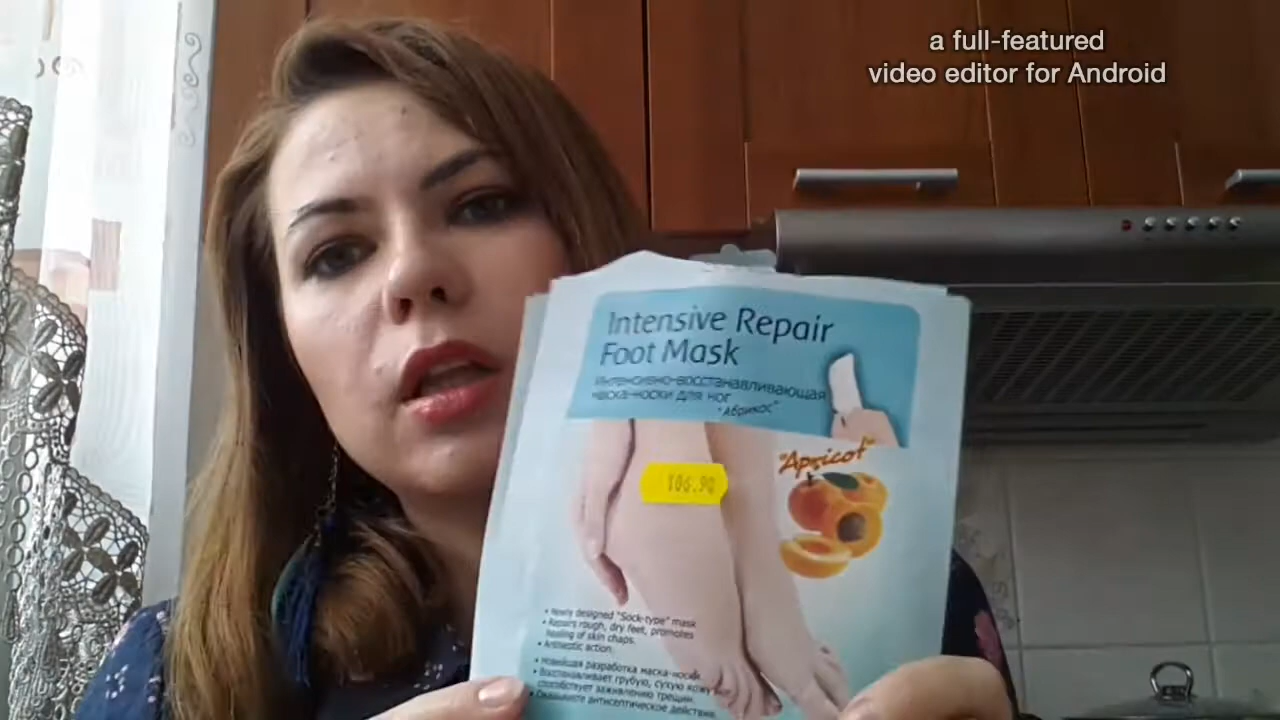 a full-featured
video editor for Android
Intensive Repair
Foot Mask
Интенсивно-восстанавливающая
маска-носки для ног
"Абрикос"
"Apricot"
106.90
• Newly designed "Sock-type" mask
• Repairs rough, dry feet, promotes
healing of skin chaps.
• Antiseptic action.
• Новейшая разработка маска-носки.
• Восстанавливает грубую, сухую кожу
способствует заживлению трещин.
• Оказывает антисептическое действие.